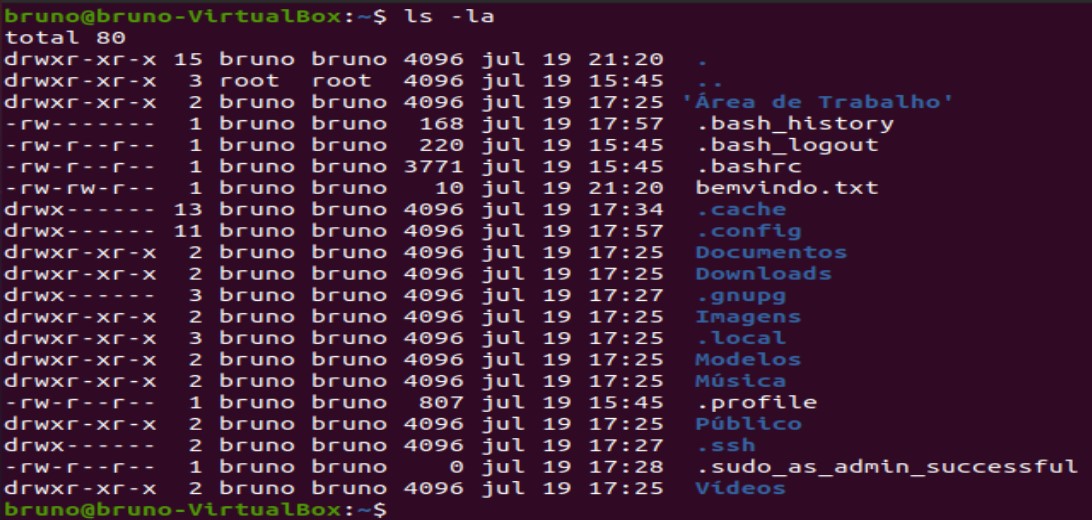 bruno@bruno-VirtualBox:~$ ls -la
total 80
drwxr-xr-x 15 bruno bruno 4096 jul 19 21:20  .
drwxr-xr-x  3 root  root  4096 jul 19 15:45  ..
drwxr-xr-x  2 bruno bruno 4096 jul 19 17:25 'Área de Trabalho'
-rw-------  1 bruno bruno  168 jul 19 17:57  .bash_history
-rw-r--r--  1 bruno bruno  220 jul 19 15:45  .bash_logout
-rw-r--r--  1 bruno bruno 3771 jul 19 15:45  .bashrc
-rw-rw-r--  1 bruno bruno   10 jul 19 21:20  bemvindo.txt
drwx------ 13 bruno bruno 4096 jul 19 17:34  .cache
drwx------ 11 bruno bruno 4096 jul 19 17:57  .config
drwxr-xr-x  2 bruno bruno 4096 jul 19 17:25  Documentos
drwxr-xr-x  2 bruno bruno 4096 jul 19 17:25  Downloads
drwx------  3 bruno bruno 4096 jul 19 17:27  .gnupg
drwxr-xr-x  2 bruno bruno 4096 jul 19 17:25  Imagens
drwxr-xr-x  3 bruno bruno 4096 jul 19 17:25  .local
drwxr-xr-x  2 bruno bruno 4096 jul 19 17:25  Modelos
drwxr-xr-x  2 bruno bruno 4096 jul 19 17:25  Música
-rw-r--r--  1 bruno bruno  807 jul 19 15:45  .profile
drwxr-xr-x  2 bruno bruno 4096 jul 19 17:25  Público
drwx------  2 bruno bruno 4096 jul 19 17:27  .ssh
-rw-r--r--  1 bruno bruno    0 jul 19 17:28  .sudo_as_admin_successful
drwxr-xr-x  2 bruno bruno 4096 jul 19 17:25  Vídeos
bruno@bruno-VirtualBox:~$